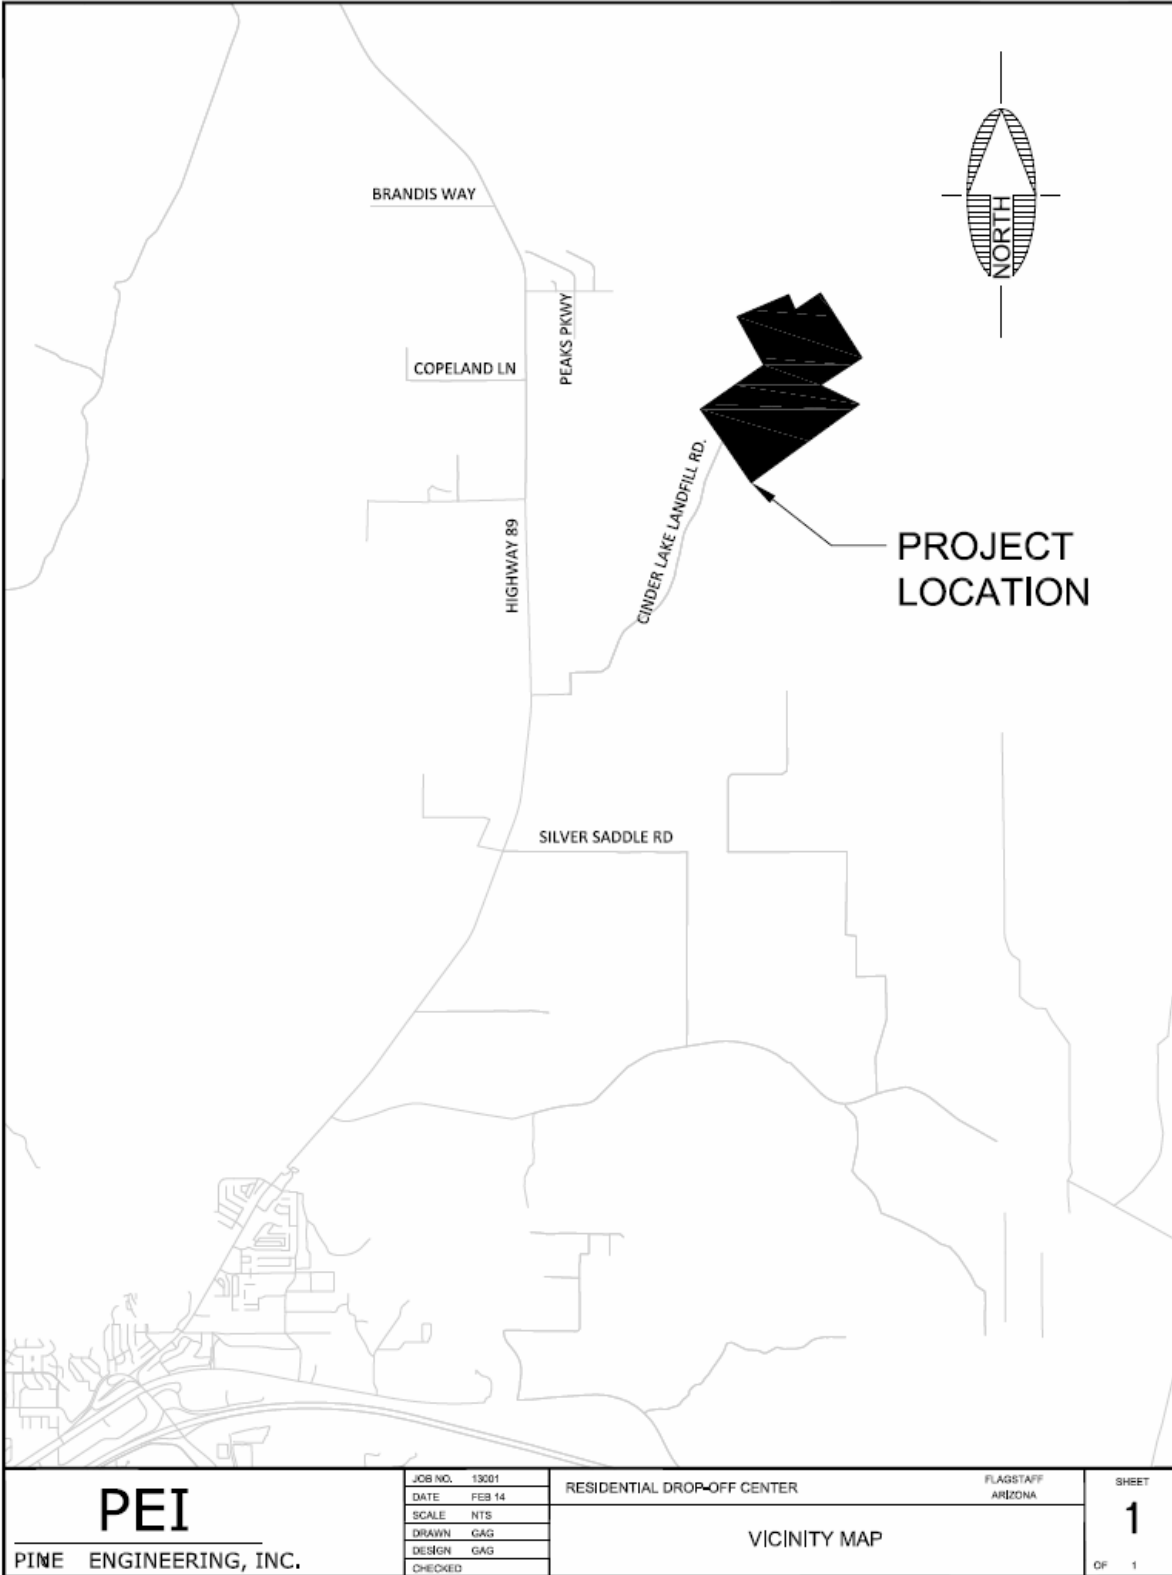 BRANDIS WAY
NORTH
PEAKS PKWY
COPELAND LN
CINDER LAKE LANDFILL RD.
HIGHWAY 89
PROJECT
LOCATION
SILVER SADDLE RD
PEI
PINE ENGINEERING, INC.
JOB NO. 13001
DATE FEB 14
SCALE NTS
DRAWN GAG
DESIGN GAG
CHECKED
RESIDENTIAL DROP-OFF CENTER
FLAGSTAFF
ARIZONA
VICINITY MAP
SHEET
1
OF 1